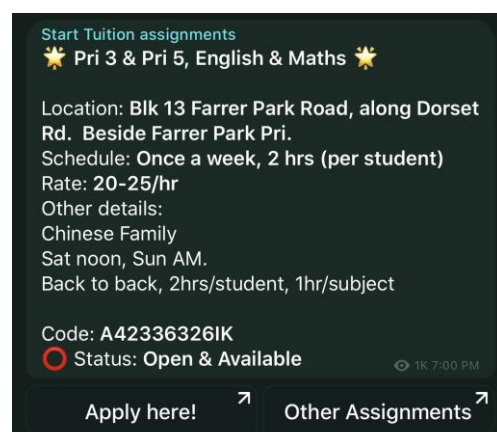 Start Tuition assignments
🌟 Pri 3 & Pri 5, English & Maths 🌟
Location: Blk 13 Farrer Park Road, along Dorset
Rd. Beside Farrer Park Pri.
Schedule: Once a week, 2 hrs (per student)
Rate: 20-25/hr
Other details:
Chinese Family
Sat noon, Sun AM.
Back to back, 2hrs/student, 1hr/subject
Code: A42336326IK
⭕ Status: Open & Available
1K 7:00 PM
Apply here!
Other Assignments